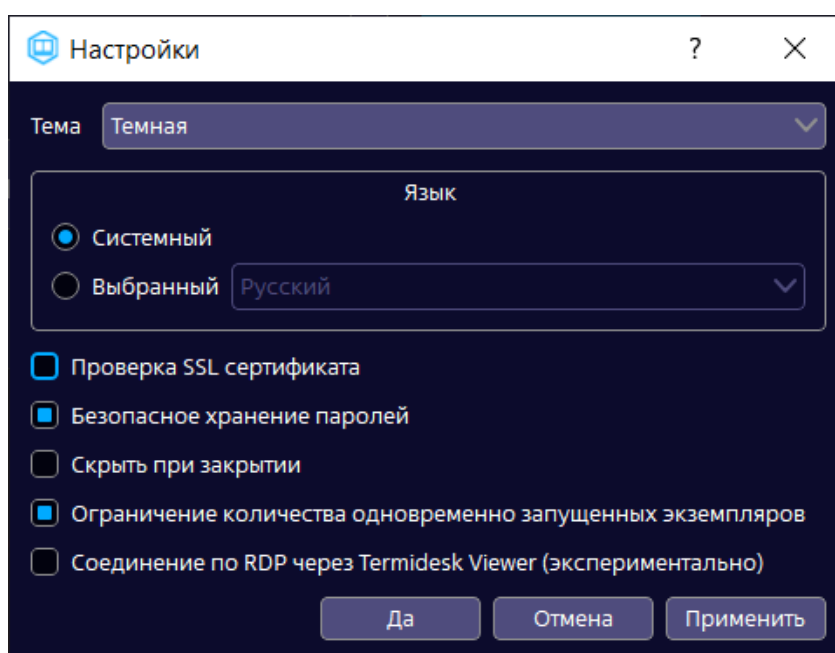 Настройки ?
Тема Темная
Язык
Системный
Выбранный Русский
Проверка SSL сертификата
Безопасное хранение паролей
Скрыть при закрытии
Ограничение количества одновременно запущенных экземпляров
Соединение по RDP через Termidesk Viewer (экспериментально)
Да Отмена Применить